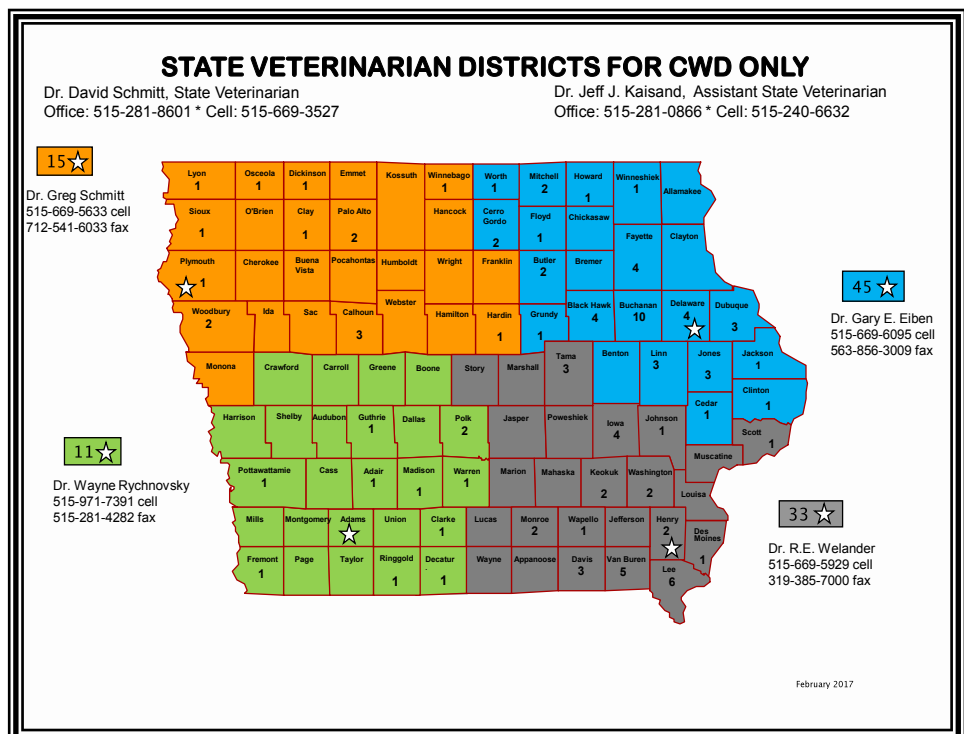 STATE VETERINARIAN DISTRICTS FOR CWD ONLY
Dr. David Schmitt, State Veterinarian
Office: 515-281-8601 * Cell: 515-669-3527
Dr. Jeff J. Kaisand, Assistant State Veterinarian
Office: 515-281-0866 * Cell: 515-240-6632
15
Dr. Greg Schmitt
515-669-5633 cell
712-541-6033 fax
45
Dr. Gary E. Eiben
515-669-6095 cell
563-856-3009 fax
11
Dr. Wayne Rychnovsky
515-971-7391 cell
515-281-4282 fax
33
Dr. R.E. Welander
515-669-5929 cell
319-385-7000 fax
Lyon
1
Osceola
1
Dickinson
1
Emmet
Kossuth
Winnebago
1
Worth
1
Mitchell
2
Howard
1
Winneshiek
1
Allamakee
Sioux
1
O'Brien
Clay
1
Palo Alto
2
Hancock
Cerro
Gordo
2
Floyd
1
Chickasaw
Fayette
4
Clayton
Plymouth
1
Cherokee
Buena
Vista
Pocahontas
Humboldt
Wright
Franklin
Butler
2
Bremer
Woodbury
2
Ida
Sac
Calhoun
3
Webster
Hamilton
Hardin
1
Grundy
1
Black Hawk
4
Buchanan
10
Delaware
4
Dubuque
3
Monona
Crawford
Carroll
Greene
Boone
Story
Marshall
Tama
3
Benton
Linn
3
Jones
3
Jackson
1
Clinton
1
Cedar
1
Harrison
Shelby
Audubon
Guthrie
1
Dallas
Polk
2
Jasper
Poweshiek
Iowa
4
Johnson
1
Scott
1
Muscatine
Pottawattamie
1
Cass
Adair
1
Madison
1
Warren
1
Marion
Mahaska
Keokuk
2
Washington
2
Louisa
Mills
Montgomery
Adams
Union
Clarke
1
Lucas
Monroe
2
Wapello
1
Jefferson
Henry
2
Des
Moines
1
Fremont
1
Page
Taylor
Ringgold
1
Decatur
1
Wayne
Appanoose
Davis
3
Van Buren
5
Lee
6
February 2017